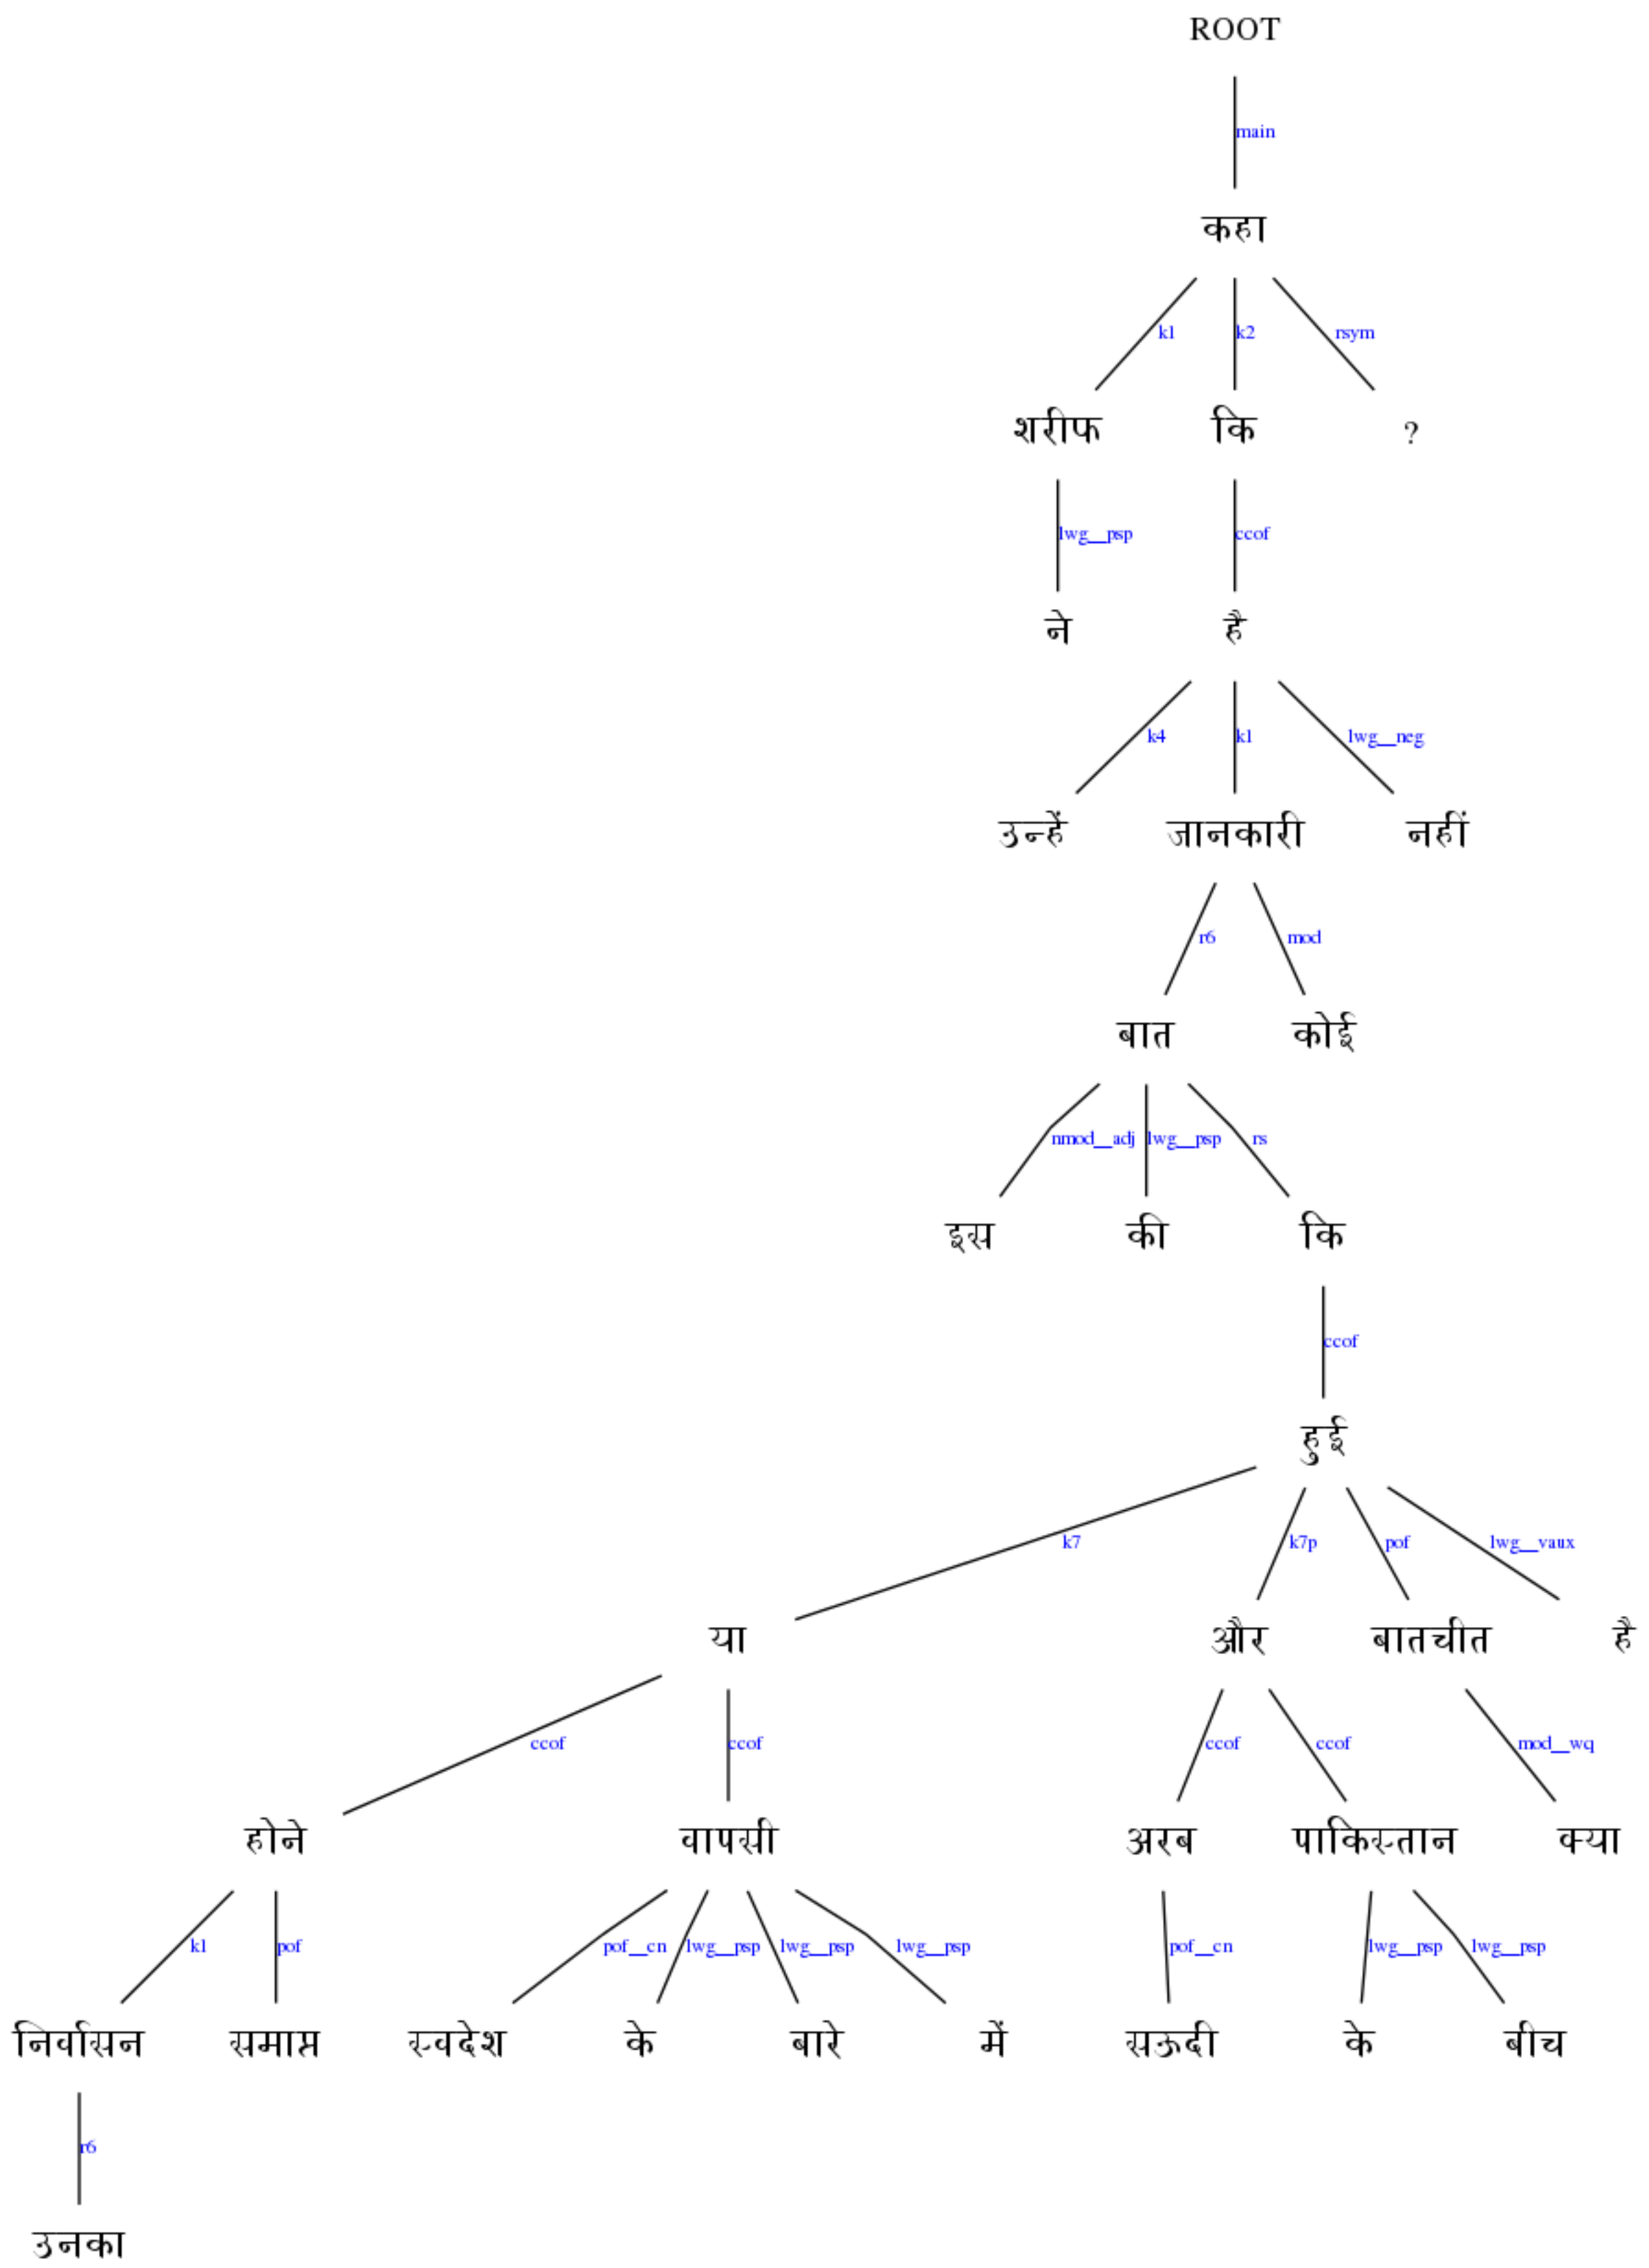 ROOT
main
कहा
k1 k2 rsym
शरीफ कि ?
lwg__psp ccof
ने है
k4 k1 lwg__neg
उन्हें जानकारी नहीं
r6 mod
बात कोई
nmod__adj lwg__psp rs
इस की कि
ccof
हुई
k7 k7p pof lwg__vaux
या और बातचीत है
ccof ccof ccof ccof mod__wq
होने वापसी अरब पाकिस्तान क्या
k1 pof pof__cn lwg__psp lwg__psp lwg__psp pof__cn lwg__psp lwg__psp
निर्वासन समाप्त स्वदेश के बारे में सऊदी के बीच
r6
उनका